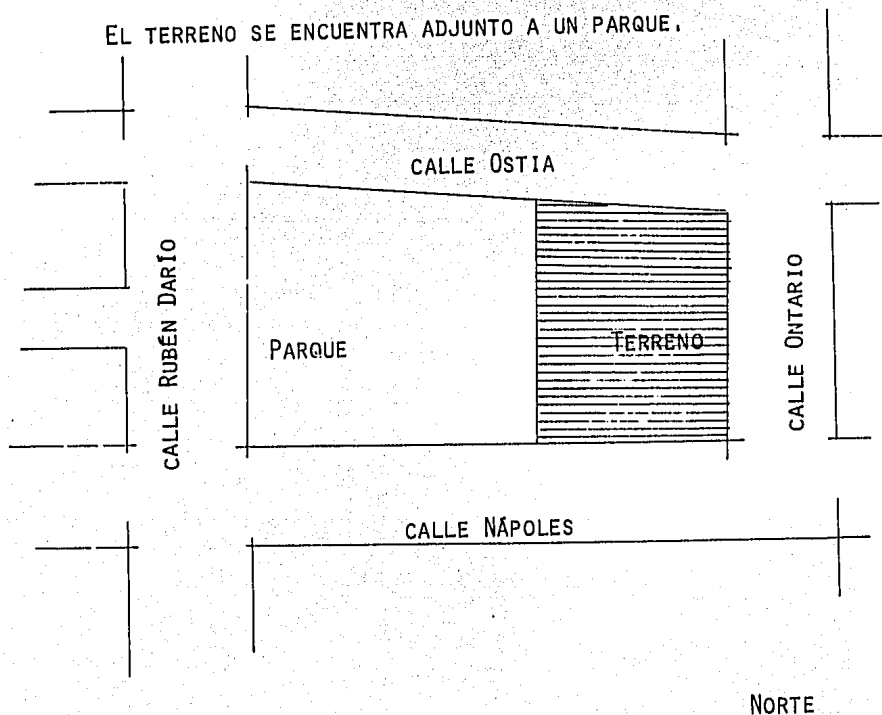 EL TERRENO SE ENCUENTRA ADJUNTO A UN PARQUE.
CALLE OSTIA
CALLE RUBÉN DARÍO
PARQUE
TERRENO
CALLE ONTARIO
CALLE NÁPOLES
NORTE